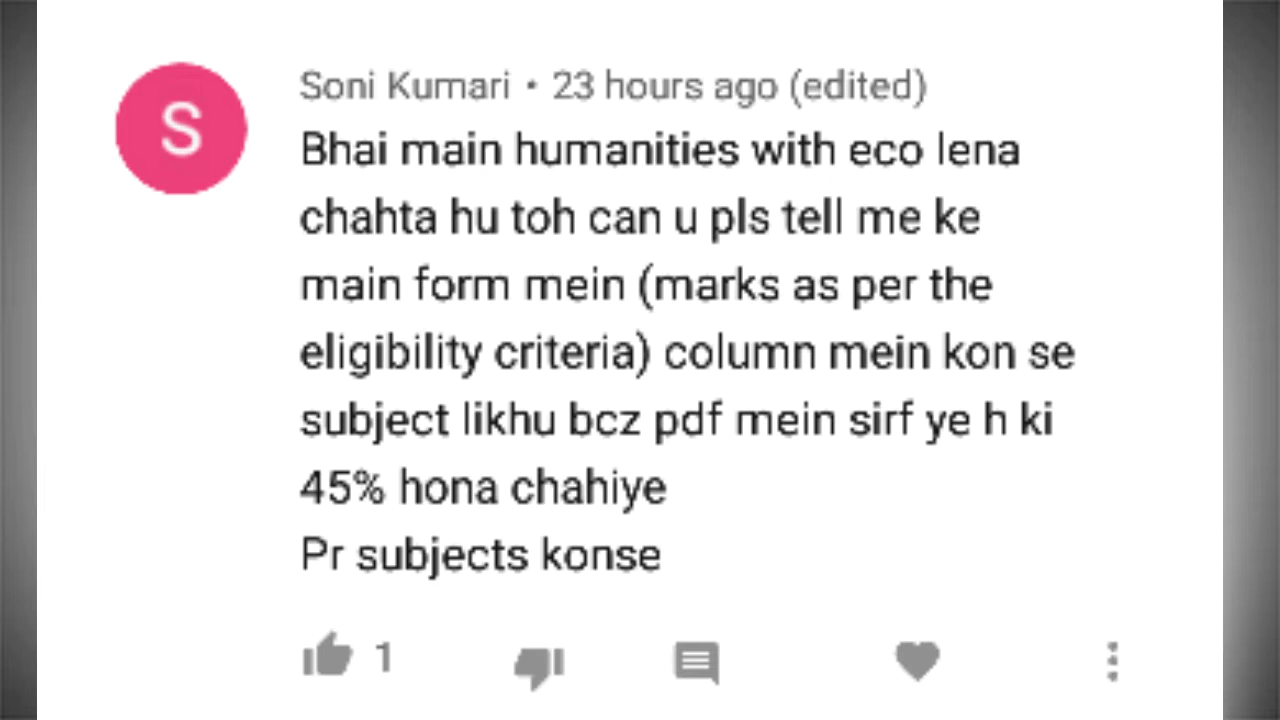 S
Soni Kumari • 23 hours ago (edited)
Bhai main humanities with eco lena
chahta hu toh can u pls tell me ke
main form mein (marks as per the
eligibility criteria) column mein kon se
subject likhu bcz pdf mein sirf ye h ki
45% hona chahiye
Pr subjects konse
1